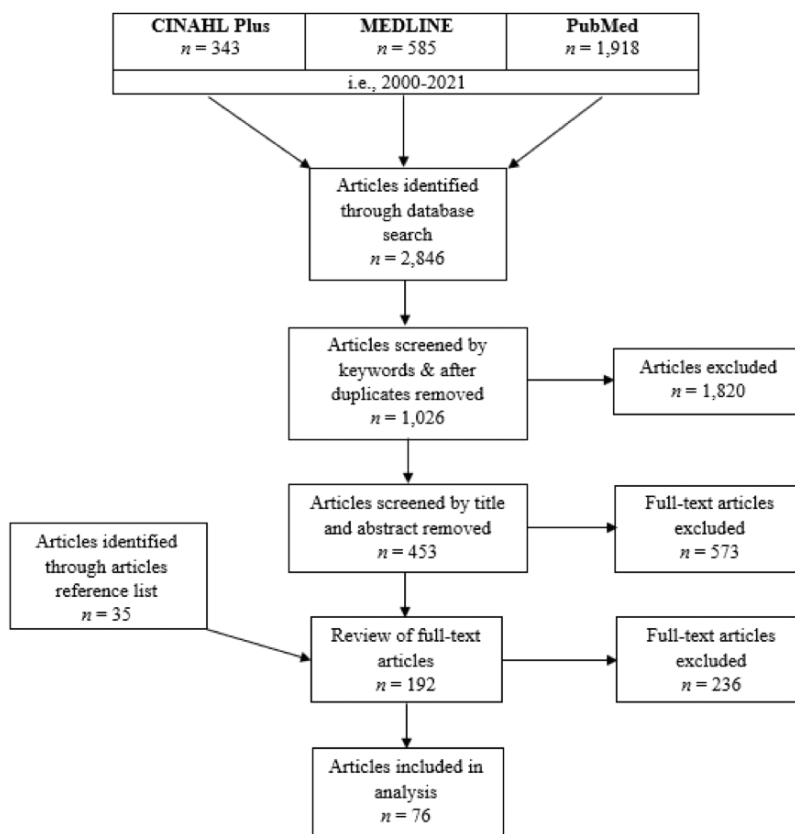 CINAHL Plus
n = 343
MEDLINE
n = 585
PubMed
n = 1,918
i.e., 2000-2021
Articles identified
through database
search
n = 2,846
Articles screened by
keywords & after
duplicates removed
n = 1,026
Articles excluded
n = 1,820
Articles screened by title
and abstract removed
n = 453
Full-text articles
excluded
n = 573
Articles identified
through articles
reference list
n = 35
Review of full-text
articles
n = 192
Full-text articles
excluded
n = 236
Articles included in
analysis
n = 76